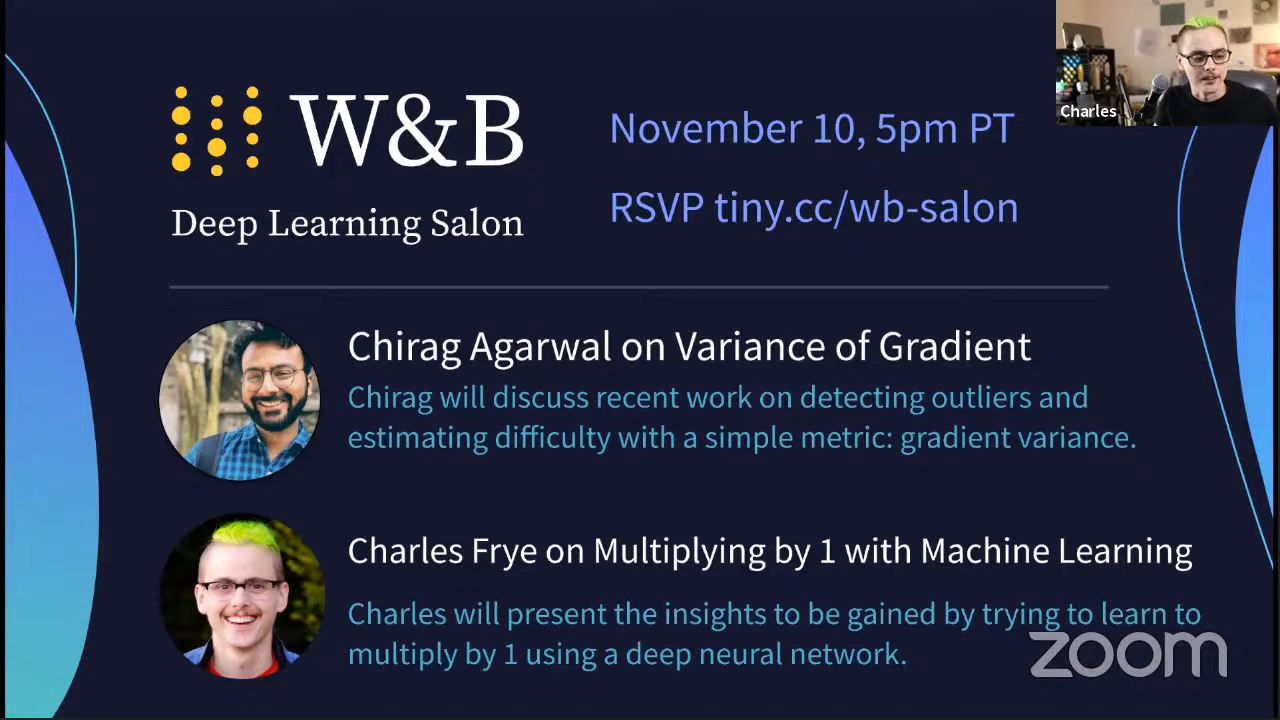 W&B
Deep Learning Salon
November 10, 5pm PT
RSVP tiny.cc/wb-salon
Charles
Chirag Agarwal on Variance of Gradient
Chirag will discuss recent work on detecting outliers and
estimating difficulty with a simple metric: gradient variance.
Charles Frye on Multiplying by 1 with Machine Learning
Charles will present the insights to be gained by trying to learn to
multiply by 1 using a deep neural network.
zoom